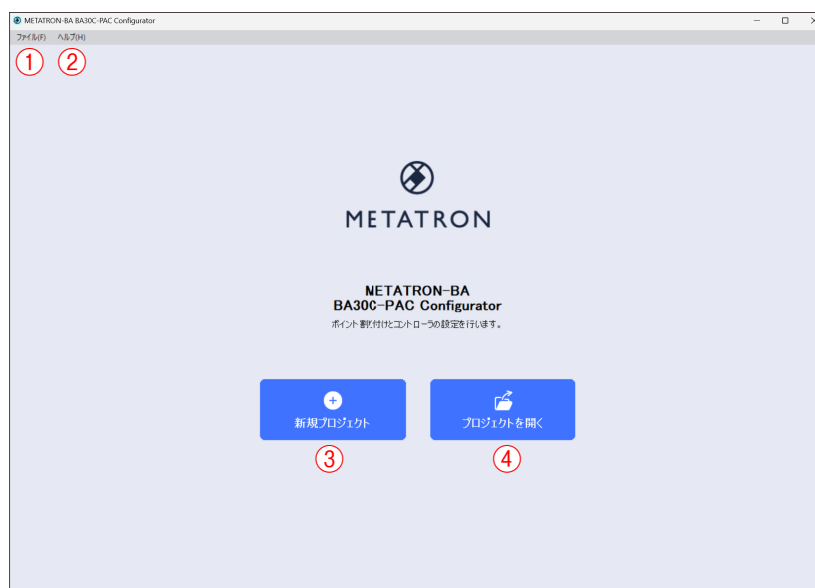 METATRON-BA BA30C-PAC Configurator
ファイル(F) ヘルプ(H)
① ②
METATRON
METATRON-BA
BA30C-PAC Configurator
ポイント割付けとコントローラの設定を行います。
新規プロジェクト プロジェクトを開く
③ ④